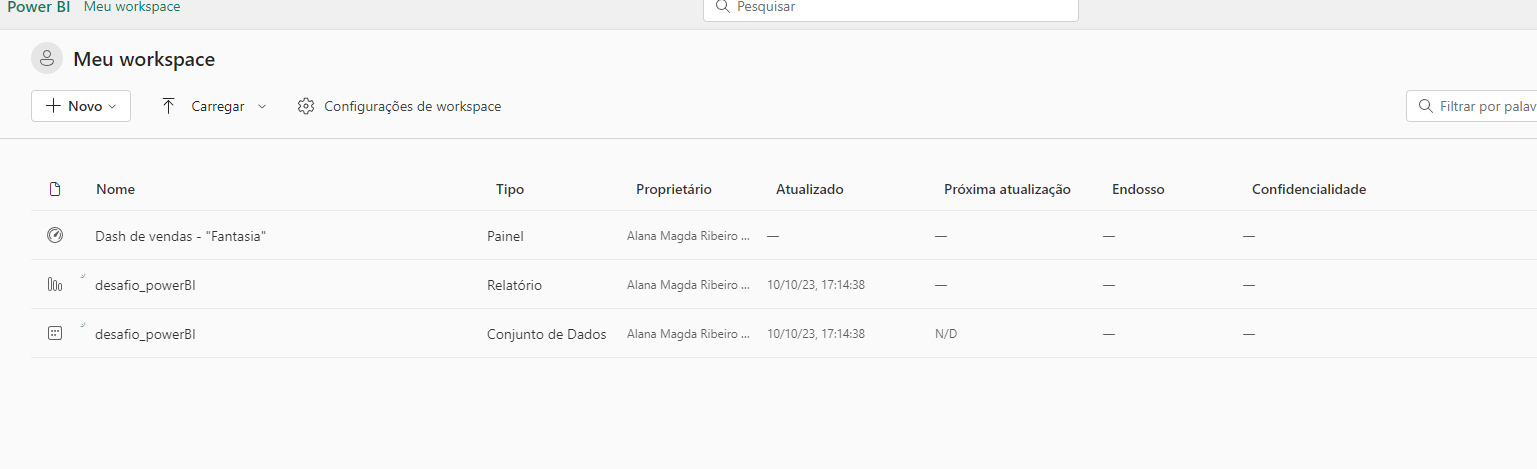 Power BI Meu workspace Pesquisar
Meu workspace
Novo Carregar Configurações de workspace Filtrar por palav
Nome Tipo Proprietário Atualizado Próxima atualização Endosso Confidencialidade
Dash de vendas - "Fantasia" Painel Alana Magda Ribeiro ... — — — —
desafio_powerBI Relatório Alana Magda Ribeiro ... 10/10/23, 17:14:38 — — —
desafio_powerBI Conjunto de Dados Alana Magda Ribeiro ... 10/10/23, 17:14:38 N/D — —